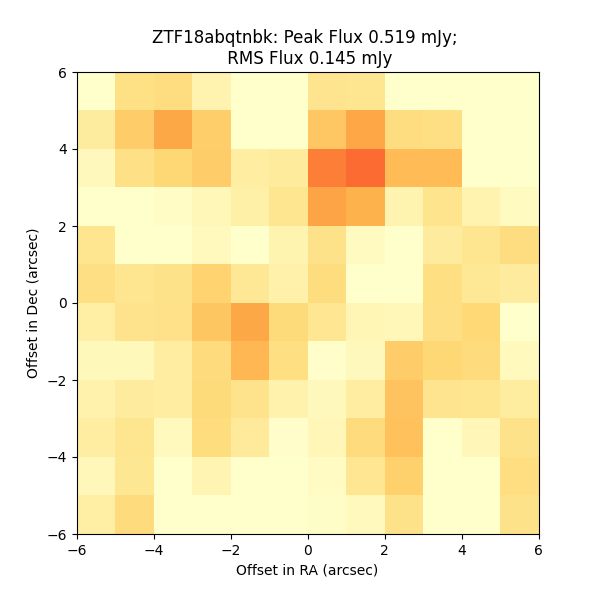 ZTF18abqtnbk: Peak Flux 0.519 mJy;
RMS Flux 0.145 mJy
6
4
2
0
−2
−4
−6
Offset in Dec (arcsec)
−6 −4 −2 0 2 4 6
Offset in RA (arcsec)